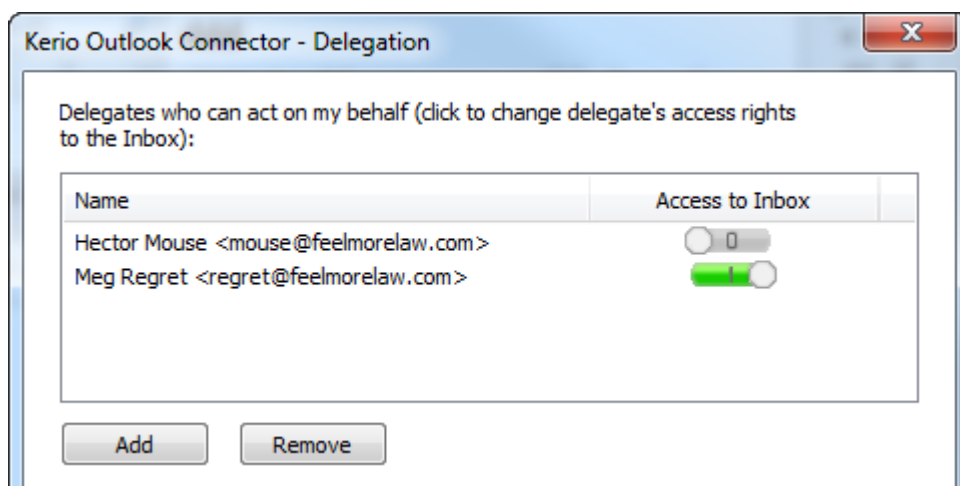 Kerio Outlook Connector - Delegation
Delegates who can act on my behalf (click to change delegate's access rights
to the Inbox):
Name Access to Inbox
Hector Mouse <mouse@feelmorelaw.com> 0
Meg Regret <regret@feelmorelaw.com> I
Add Remove